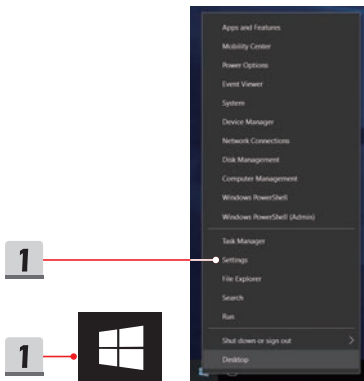 Apps and Features
Mobility Center
Power Options
Event Viewer
System
Device Manager
Network Connections
Disk Management
Computer Management
Windows PowerShell
Windows PowerShell (Admin)
Task Manager
1
Settings
File Explorer
Search
Run
Shut down or sign out
1
Desktop